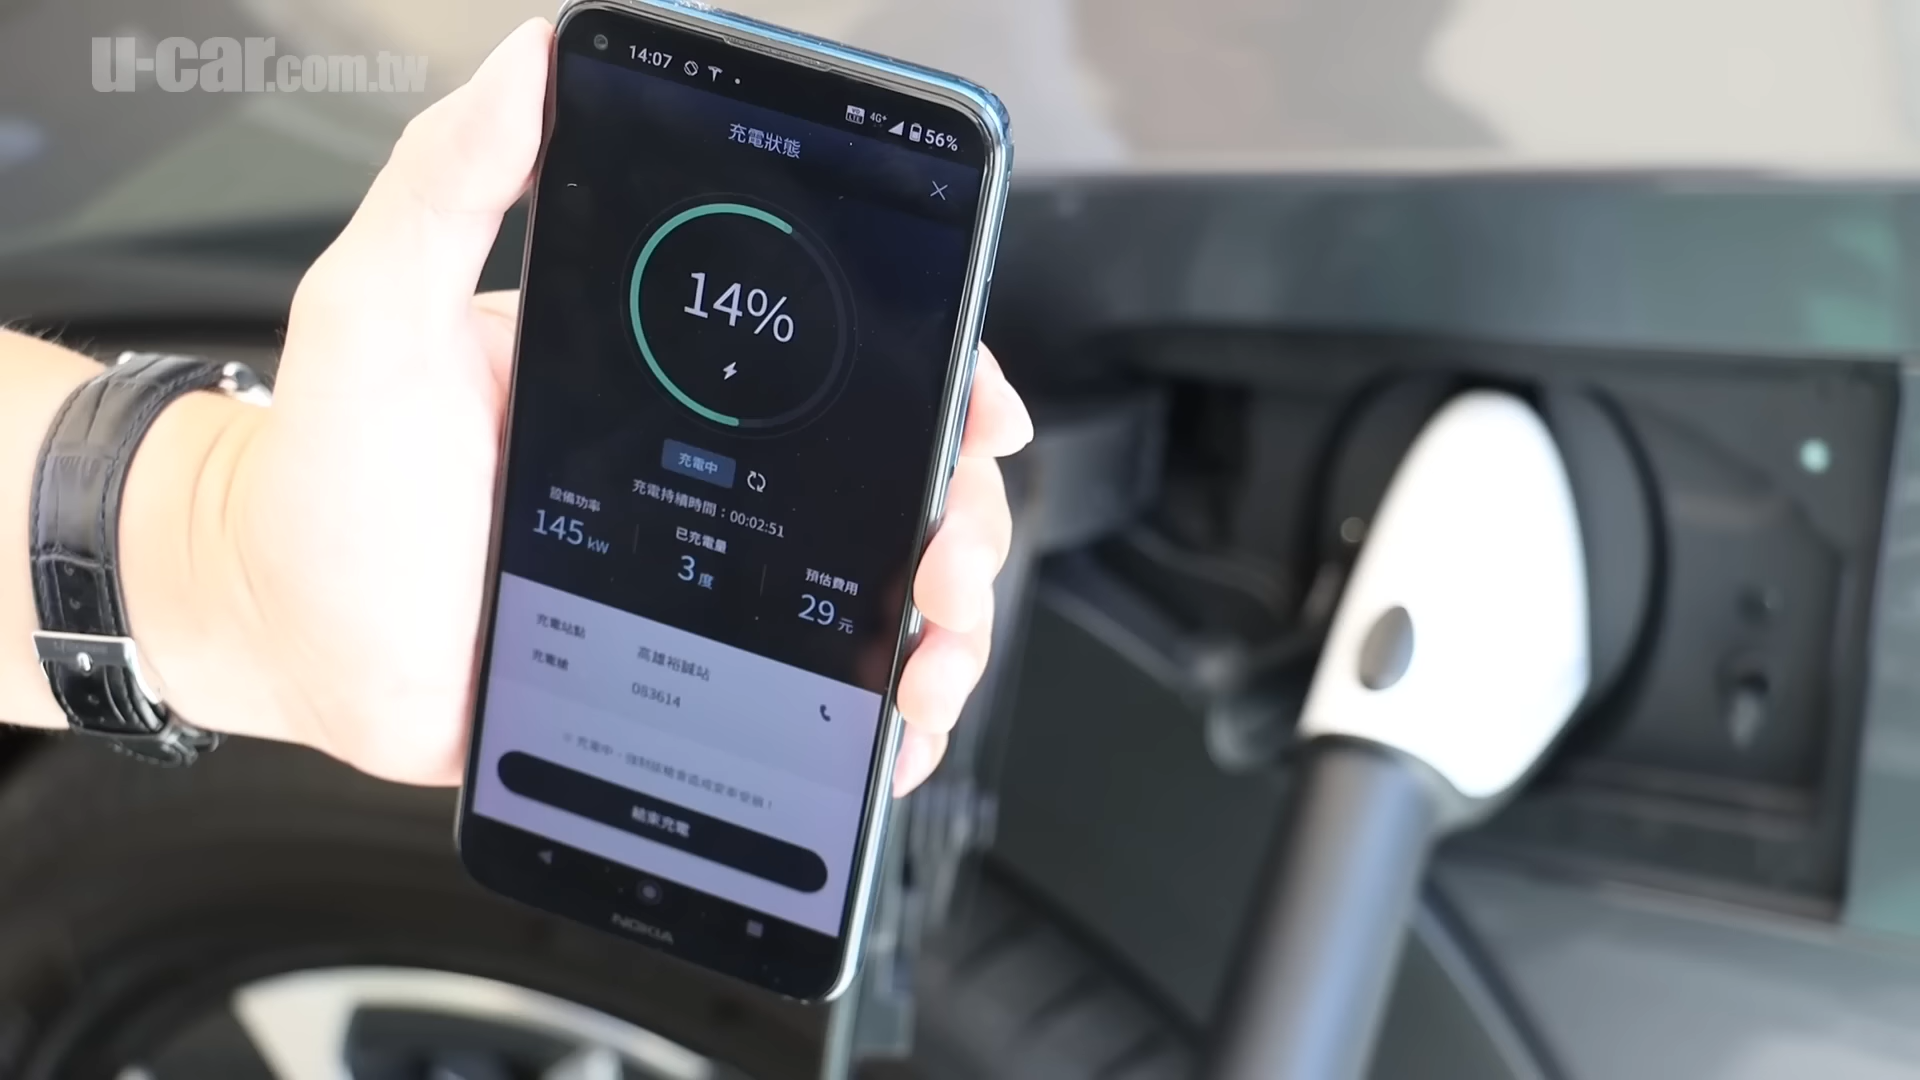 u-car.com.tw
14:07
VoLTE 4G+ 56%
充電狀態
14%
充電中
充電持續時間：00:02:51
設備功率
145 kW
已充電量
3 度
預估費用
29 元
充電站點 高雄裕誠站
充電槍 083614
結束充電
NOKIA